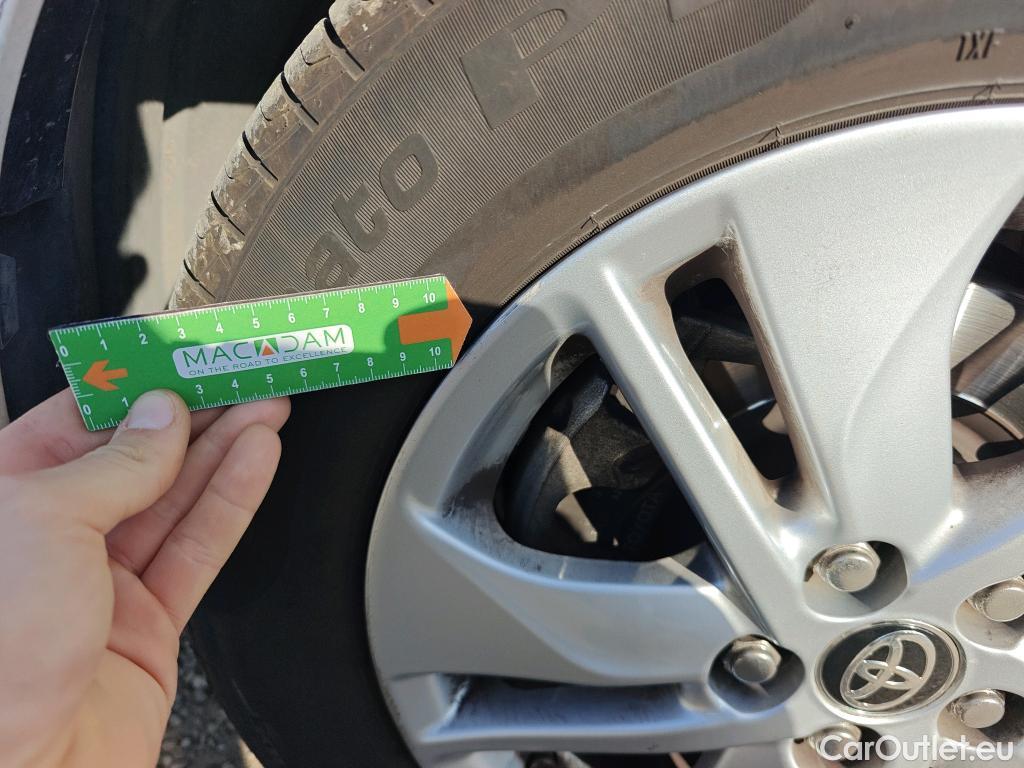 1XF
ato P
0 1 2 3 4 5 6 7 8 9 10
MACADAM
ON THE ROAD TO EXCELLENCE
0 1 3 4 5 6 7 8 9 10
CarOutlet.eu